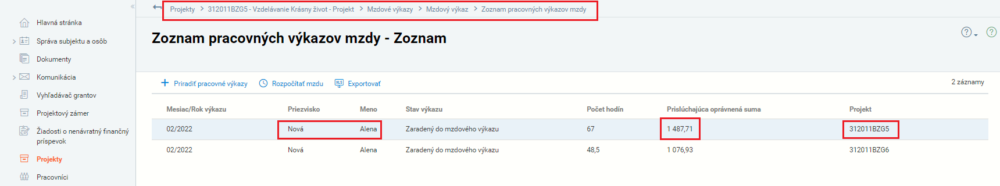 Hlavná stránka
Správa subjektu a osôb
Dokumenty
Komunikácia
Vyhľadávač grantov
Projektový zámer
Žiadosti o nenávratný finančný
príspevok
Projekty
Pracovníci
Projekty > 312011BZG5 - Vzdelávanie Krásny život - Projekt > Mzdové výkazy > Mzdový výkaz > Zoznam pracovných výkazov mzdy
Zoznam pracovných výkazov mzdy - Zoznam
Priradiť pracovné výkazy Rozpočítať mzdu XLS Exportovať 2 záznamy
Mesiac/Rok výkazu Priezvisko Meno Stav výkazu Počet hodín Prislúchajúca oprávnená suma Projekt
02/2022 Nová Alena Zaradený do mzdového výkazu 67 1 487,71 312011BZG5
02/2022 Nová Alena Zaradený do mzdového výkazu 48,5 1 076,93 312011BZG6